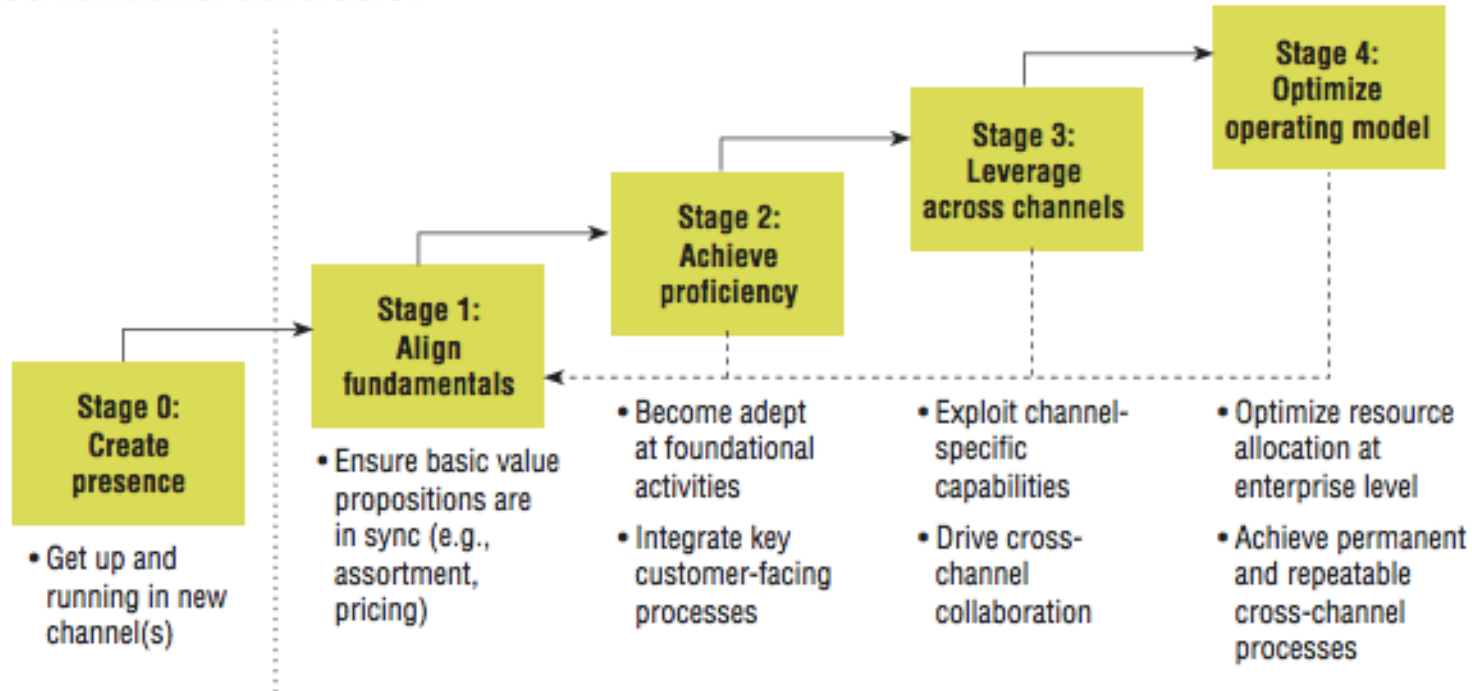 Stage 0:
Create
presence
• Get up and
running in new
channel(s)
Stage 1:
Align
fundamentals
• Ensure basic value
propositions are
in sync (e.g.,
assortment,
pricing)
Stage 2:
Achieve
proficiency
• Become adept
at foundational
activities
• Integrate key
customer-facing
processes
Stage 3:
Leverage
across channels
• Exploit channel-
specific
capabilities
• Drive cross-
channel
collaboration
Stage 4:
Optimize
operating model
• Optimize resource
allocation at
enterprise level
• Achieve permanent
and repeatable
cross-channel
processes